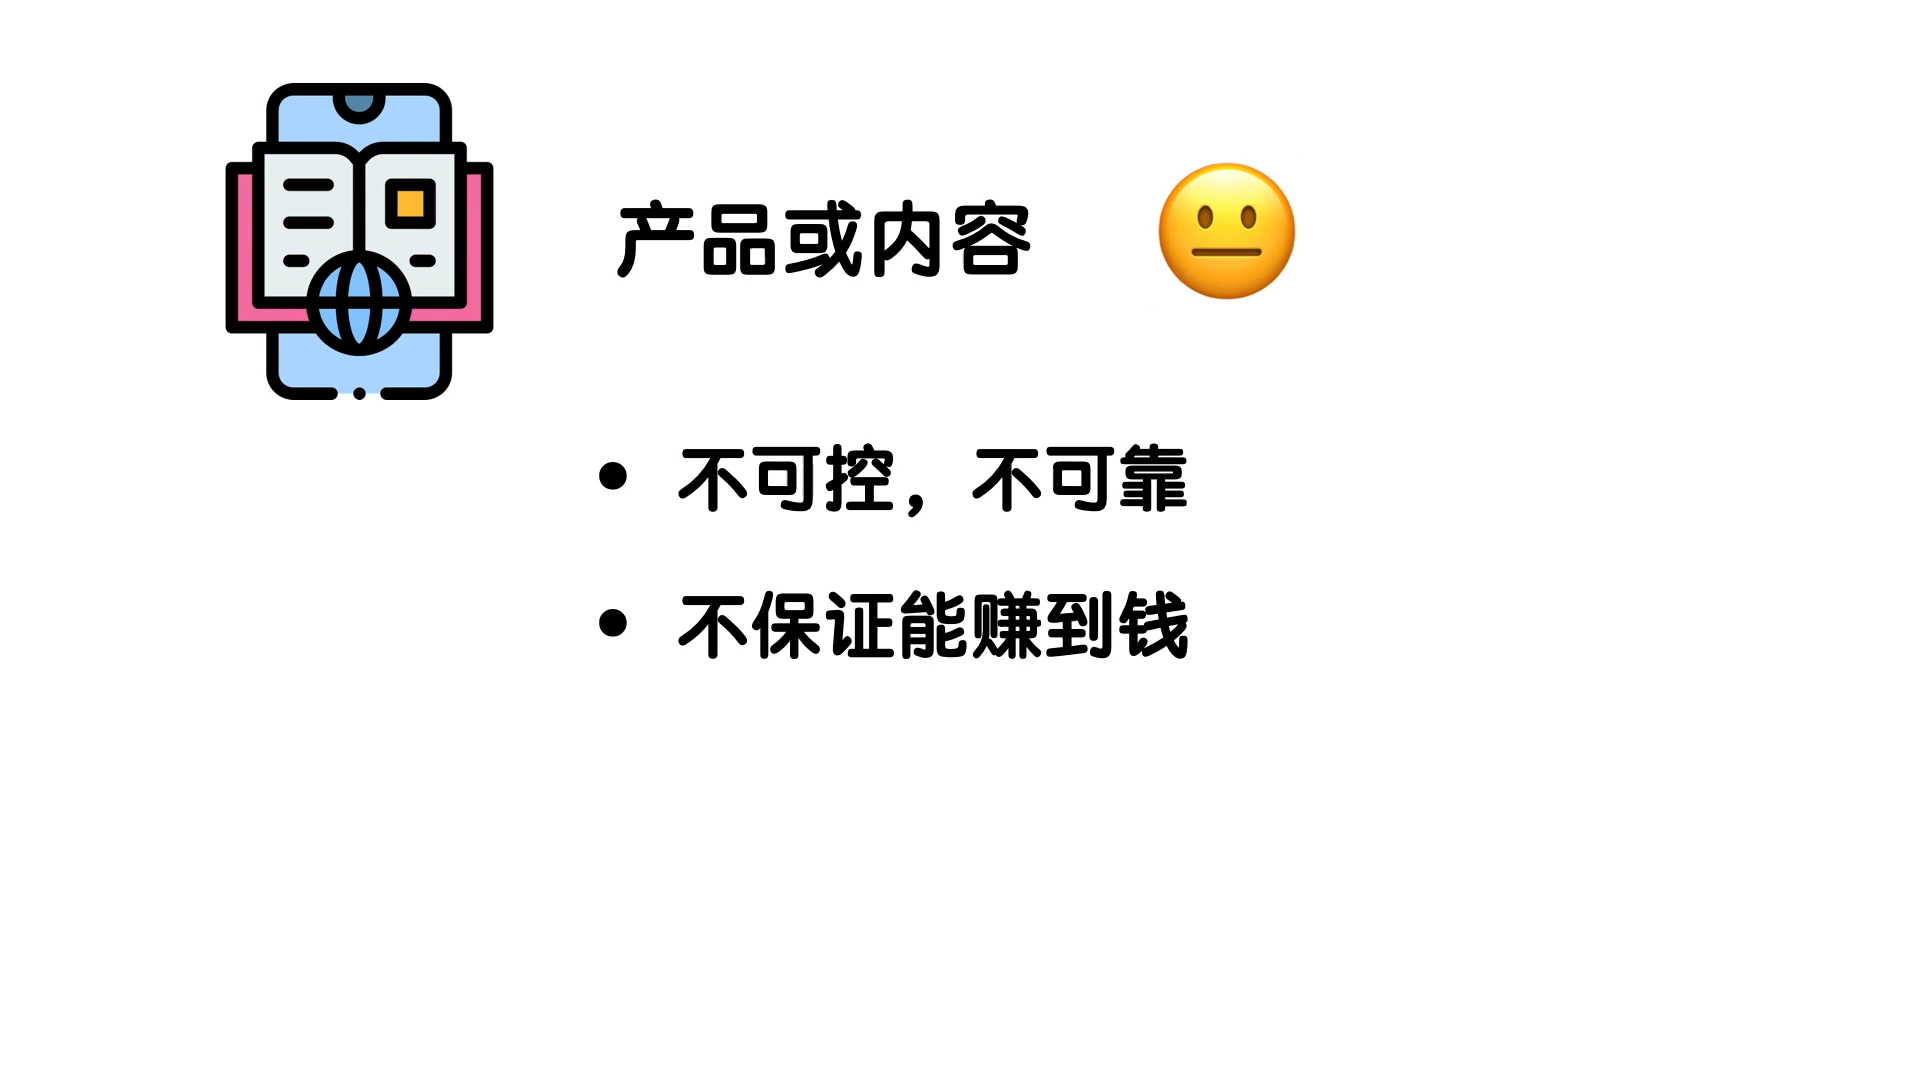 产品或内容
• 不可控，不可靠
• 不保证能赚到钱